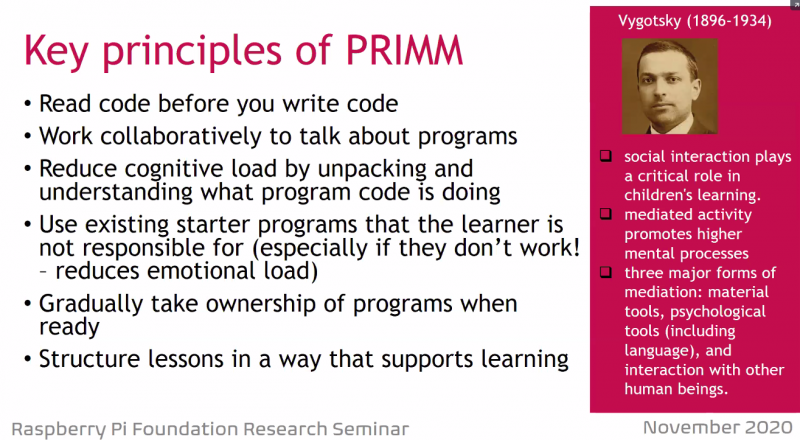 Key principles of PRIMM
• Read code before you write code
• Work collaboratively to talk about programs
• Reduce cognitive load by unpacking and
understanding what program code is doing
• Use existing starter programs that the learner is
not responsible for (especially if they don’t work!
– reduces emotional load)
• Gradually take ownership of programs when
ready
• Structure lessons in a way that supports learning
Vygotsky (1896-1934)
❑ social interaction plays
a critical role in
children's learning.
❑ mediated activity
promotes higher
mental processes
❑ three major forms of
mediation: material
tools, psychological
tools (including
language), and
interaction with other
human beings.
Raspberry Pi Foundation Research Seminar
November 2020